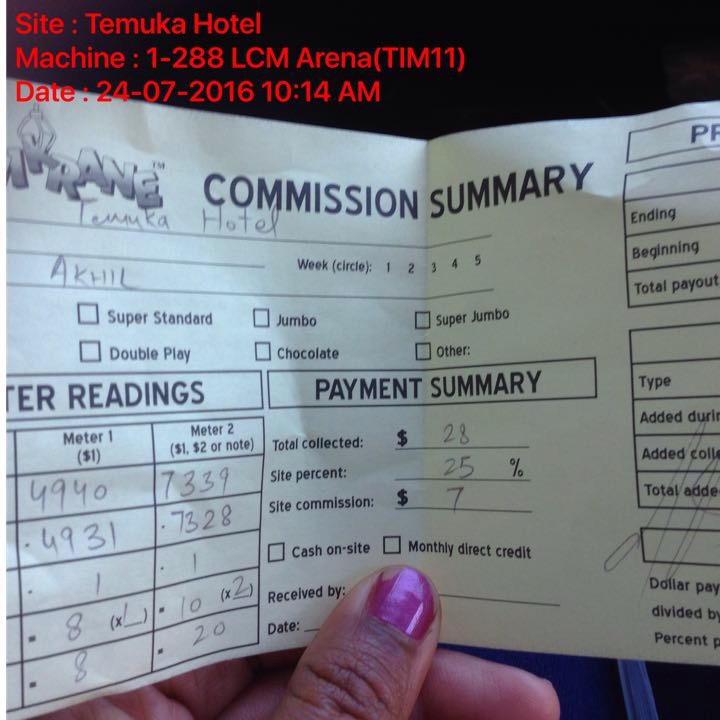 Site : Temuka Hotel
Machine : 1-288 LCM Arena(TIM11)
Date : 24-07-2016 10:14 AM
KRANE™ COMMISSION SUMMARY
Temuka Hotel
AKHIL Week (circle): 1 2 3 4 5
Super Standard Jumbo Super Jumbo
Double Play Chocolate Other:
TER READINGS
Meter 1 Meter 2
($1) ($1, $2 or note)
4940 7339
4931 7328
1 1
8 (x1) 10 (x2)
8 20
PAYMENT SUMMARY
Total collected: $ 28
Site percent: 25 %
Site commission: $ 7
Cash on-site Monthly direct credit
Received by:
Date:
PR
Ending
Beginning
Total payout
Type
Added durin
Added colle
Total adde
Dollar pay
divided by
Percent p